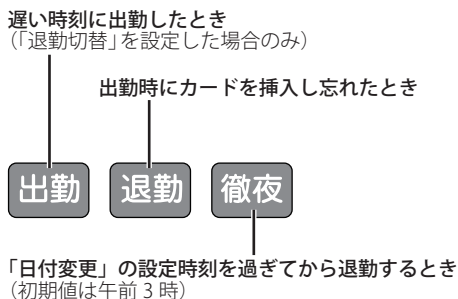 遅い時刻に出勤したとき
（「退勤切替」を設定した場合のみ）
出勤時にカードを挿入し忘れたとき
出勤 退勤 徹夜
「日付変更」の設定時刻を過ぎてから退勤するとき
（初期値は午前 3 時）